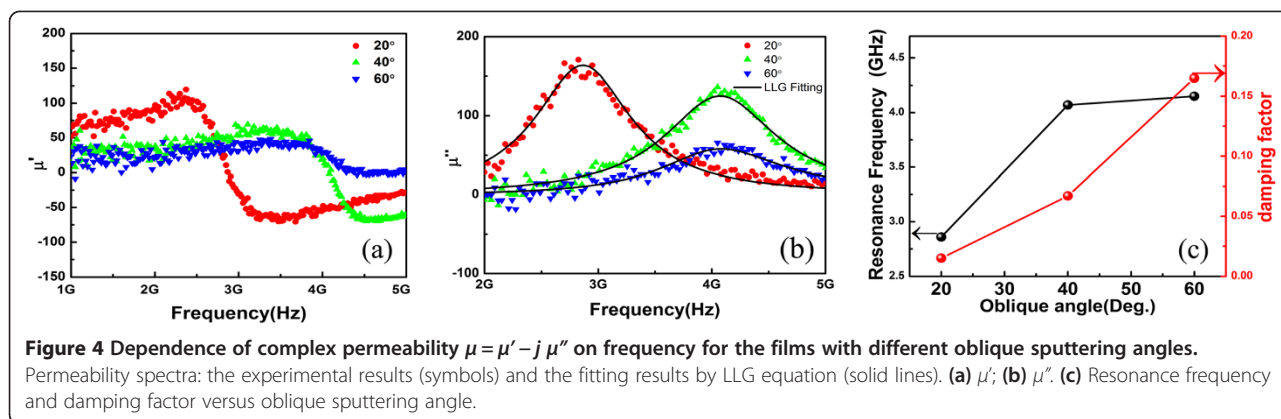 200
150
100
50
0
-50
-100
-150
μ'
1G
2G
3G
4G
5G
Frequency(Hz)
20°
40°
60°
(a)
200
100
0
-100
μ''
2G
3G
4G
5G
Frequency(Hz)
20°
40°
60°
LLG Fitting
(b)
4.5
4.0
3.5
3.0
2.5
Resonance Frequency (GHz)
20
30
40
50
60
Oblique angle(Deg.)
0.20
0.15
0.10
0.05
0.00
damping factor
(c)
Figure 4 Dependence of complex permeability μ = μ′ − j μ″ on frequency for the films with different oblique sputtering angles.
Permeability spectra: the experimental results (symbols) and the fitting results by LLG equation (solid lines). (a) μ′; (b) μ″. (c) Resonance frequency
and damping factor versus oblique sputtering angle.